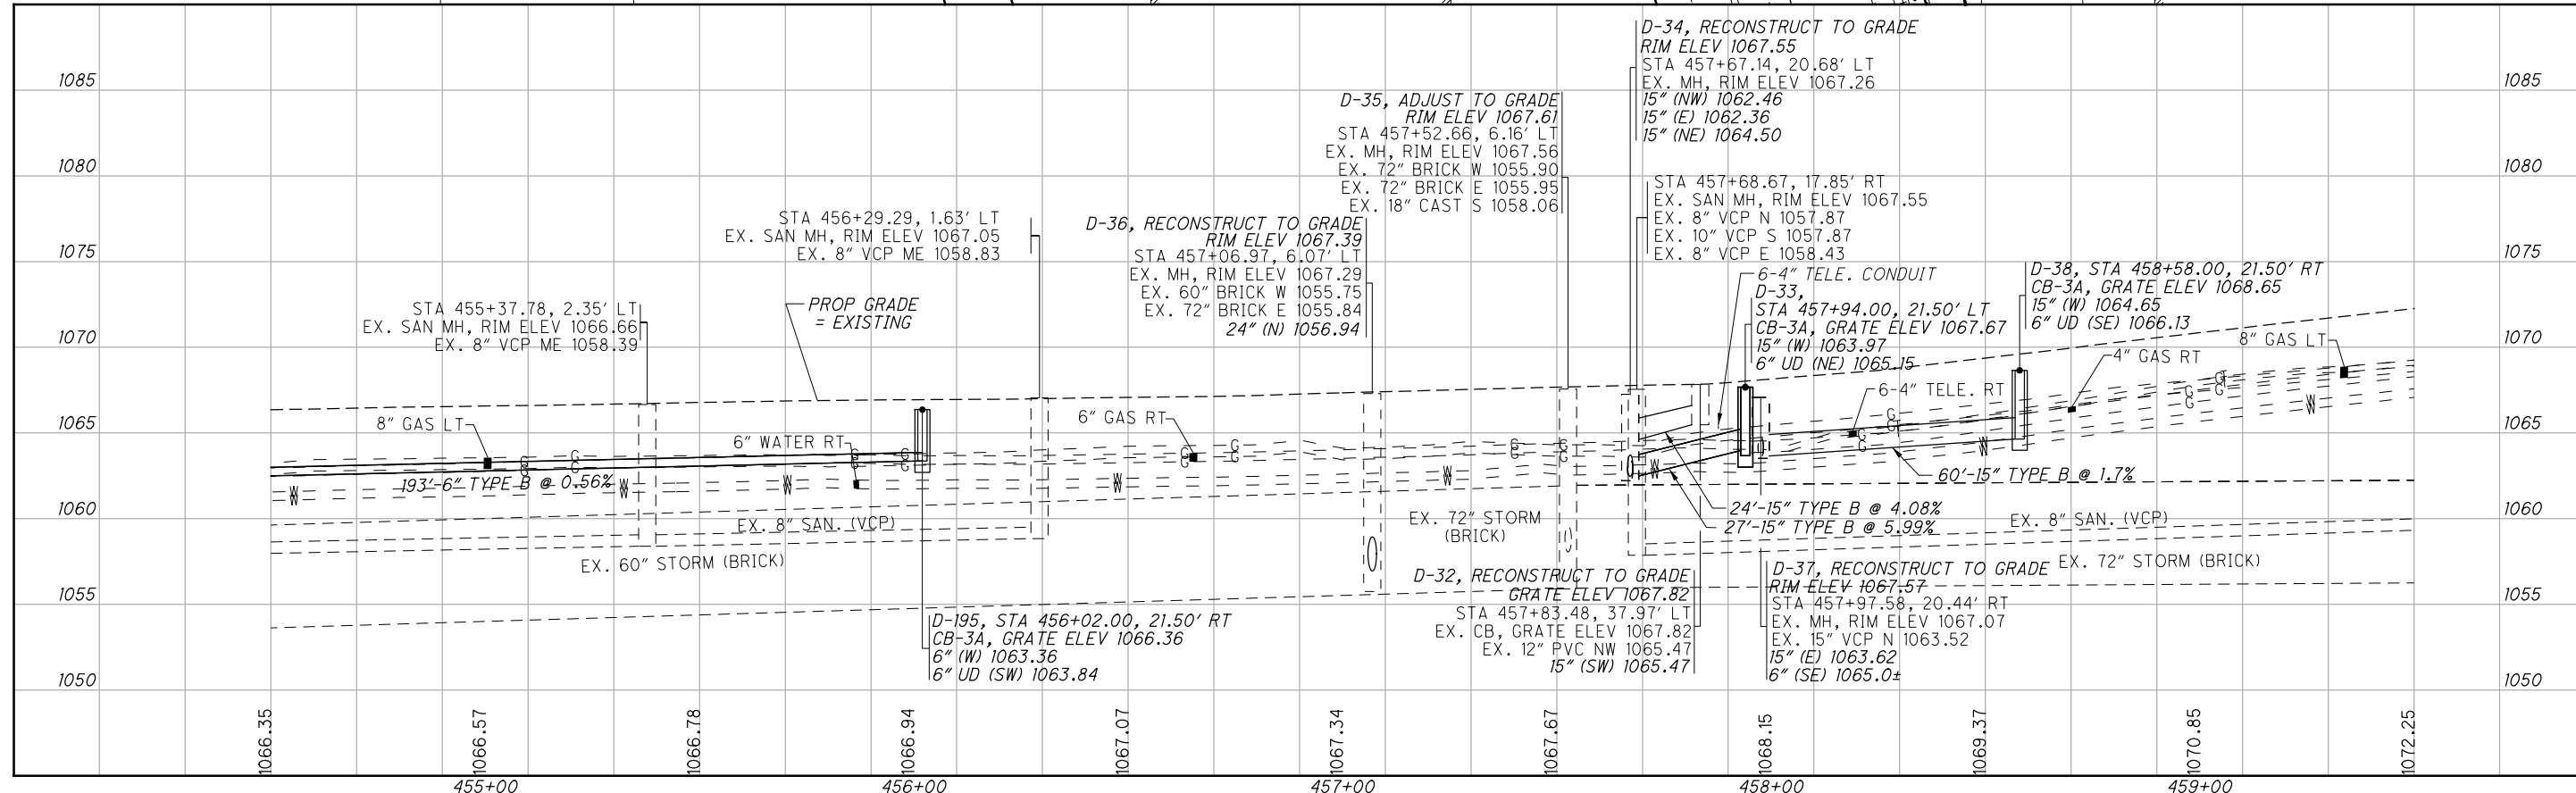 D-34, RECONSTRUCT TO GRADE
RIM ELEV 1067.55
STA 457+67.14, 20.68' LT
EX. MH, RIM ELEV 1067.26
15" (NW) 1062.46
15" (E) 1062.36
15" (NE) 1064.50
1085
1085
D-35, ADJUST TO GRADE
RIM ELEV 1067.61
STA 457+52.66, 6.16' LT
EX. MH, RIM ELEV 1067.56
EX. 72" BRICK W 1055.90
EX. 72" BRICK E 1055.95
EX. 18" CAST S 1058.06
1080
1080
STA 457+68.67, 17.85' RT
EX. SAN MH, RIM ELEV 1067.55
EX. 8" VCP N 1057.87
EX. 10" VCP S 1057.87
EX. 8" VCP E 1058.43
STA 456+29.29, 1.63' LT
EX. SAN MH, RIM ELEV 1067.05
EX. 8" VCP ME 1058.83
D-36, RECONSTRUCT TO GRADE
RIM ELEV 1067.39
STA 457+06.97, 6.07' LT
EX. MH, RIM ELEV 1067.29
EX. 60" BRICK W 1055.75
EX. 72" BRICK E 1055.84
24" (N) 1056.94
1075
1075
6-4" TELE. CONDUIT
D-33,
STA 457+94.00, 21.50' LT
CB-3A, GRATE ELEV 1067.67
15" (W) 1063.97
6" UD (NE) 1065.15
D-38, STA 458+58.00, 21.50' RT
CB-3A, GRATE ELEV 1068.65
15" (W) 1064.65
6" UD (SE) 1066.13
STA 455+37.78, 2.35' LT
EX. SAN MH, RIM ELEV 1066.66
EX. 8" VCP ME 1058.39
PROP GRADE
= EXISTING
1070
1070
8" GAS LT
4" GAS RT
6-4" TELE. RT
1065
1065
8" GAS LT
6" WATER RT
6" GAS RT
193'-6" TYPE B @ 0.56%
60'-15" TYPE B @ 1.7%
24'-15" TYPE B @ 4.08%
27'-15" TYPE B @ 5.99%
1060
1060
EX. 8" SAN. (VCP)
EX. 72" STORM
(BRICK)
EX. 8" SAN. (VCP)
EX. 60" STORM (BRICK)
EX. 72" STORM (BRICK)
D-32, RECONSTRUCT TO GRADE
GRATE ELEV 1067.82
STA 457+83.48, 37.97' LT
EX. CB, GRATE ELEV 1067.82
EX. 12" PVC NW 1065.47
15" (SW) 1065.47
D-37, RECONSTRUCT TO GRADE
RIM ELEV 1067.57
STA 457+97.58, 20.44' RT
EX. MH, RIM ELEV 1067.07
EX. 15" VCP N 1063.52
15" (E) 1063.62
6" (SE) 1065.0±
1055
1055
D-195, STA 456+02.00, 21.50' RT
CB-3A, GRATE ELEV 1066.36
6" (W) 1063.36
6" UD (SW) 1063.84
1050
1050
G G G G G G G G G G G G G G G G G G G G G G
W W W W W W W W W
1066.35
1066.57
1066.78
1066.94
1067.07
1067.34
1067.67
1068.15
1069.37
1070.85
1072.25
455+00
456+00
457+00
458+00
459+00